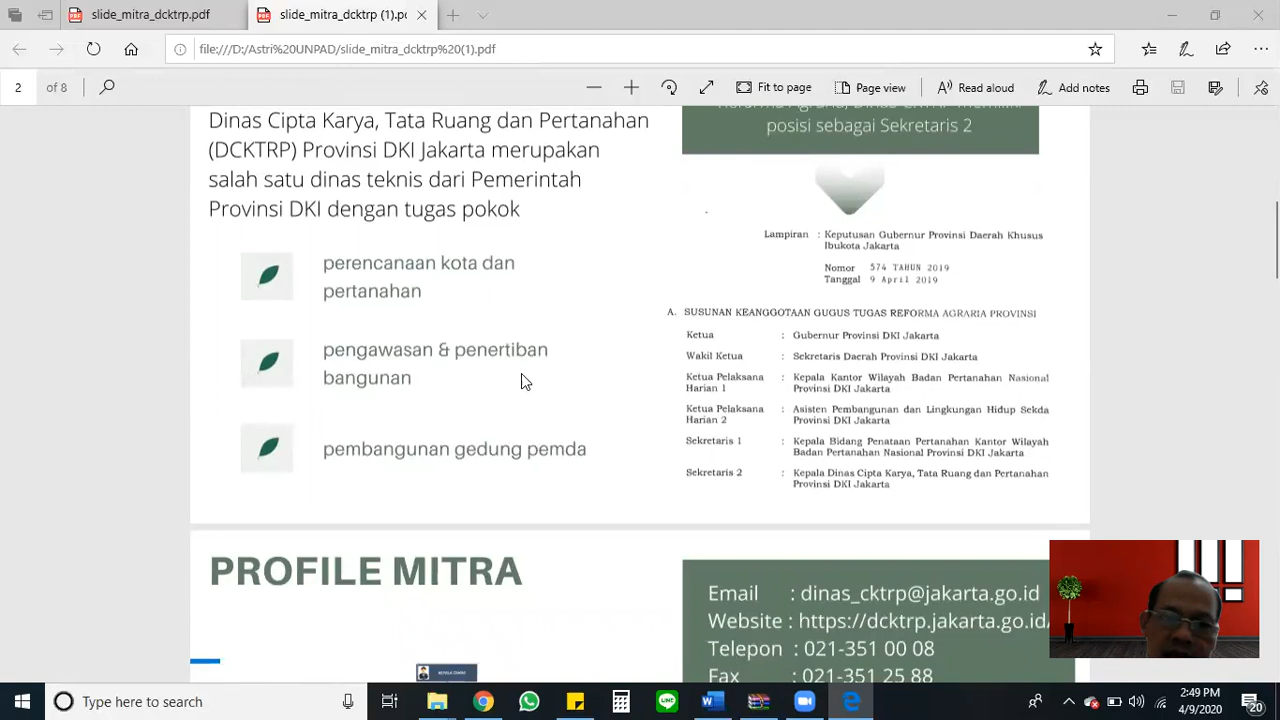 slide_mitra_dcktrp.pdf
slide_mitra_dcktrp(1).pdf
file:///D:/Astri%20UNPAD/slide_mitra_dcktrp%20(1).pdf
2 of 8
Page view
Read aloud
Add notes
Dinas Cipta Karya, Tata Ruang dan Pertanahan
(DCKTRP) Provinsi DKI Jakarta merupakan
salah satu dinas teknis dari Pemerintah
Provinsi DKI dengan tugas pokok
perencanaan kota dan
pertanahan
pengawasan & penertiban
bangunan
pembangunan gedung pemda
posisi sebagai Sekretaris 2
Lampiran : Keputusan Gubernur Provinsi Daerah Khusus
Ibukota Jakarta
Nomor 574 TAHUN 2019
Tanggal 9 April 2019
A. SUSUNAN KEANGGOTAAN GUGUS TUGAS REFORMA AGRARIA PROVINSI
Ketua : Gubernur Provinsi DKI Jakarta
Wakil Ketua : Sekretaris Daerah Provinsi DKI Jakarta
Ketua Pelaksana : Kepala Kantor Wilayah Badan Pertanahan Nasional
Harian 1 Provinsi DKI Jakarta
Ketua Pelaksana : Asisten Pembangunan dan Lingkungan Hidup Sekda
Harian 2 Provinsi DKI Jakarta
Sekretaris 1 : Kepala Bidang Penataan Pertanahan Kantor Wilayah
Badan Pertanahan Nasional Provinsi DKI Jakarta
Sekretaris 2 : Kepala Dinas Cipta Karya, Tata Ruang dan Pertanahan
Provinsi DKI Jakarta
PROFILE MITRA
Email : dinas_cktrp@jakarta.go.id
Website : https://dcktrp.jakarta.go.id/
Telepon : 021-351 00 08
Fax : 021-351 25 88
Type here to search
2:49 PM
4/9/2020
20